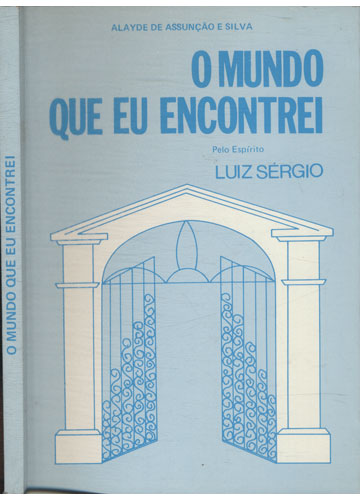 ALAYDE DE ASSUNÇÃO E SILVA
O MUNDO
QUE EU ENCONTREI
Pelo Espírito
LUIZ SÉRGIO
O MUNDO QUE EU ENCONTREI